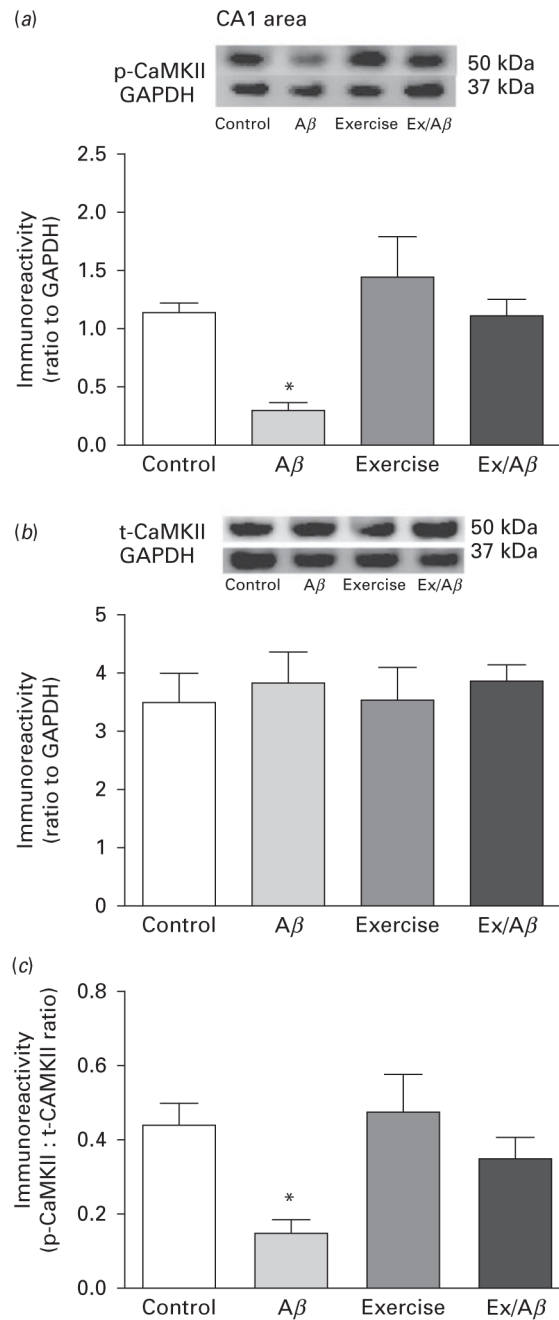 (a) CA1 area
p-CaMKII 50 kDa
GAPDH 37 kDa
Control Aβ Exercise Ex/Aβ
Immunoreactivity
(ratio to GAPDH)
2.5
2.0
1.5
1.0
0.5
0.0
*
Control Aβ Exercise Ex/Aβ
(b)
t-CaMKII 50 kDa
GAPDH 37 kDa
Control Aβ Exercise Ex/Aβ
Immunoreactivity
(ratio to GAPDH)
5
4
3
2
1
0
Control Aβ Exercise Ex/Aβ
(c)
Immunoreactivity
(p-CaMKII : t-CAMKII ratio)
0.8
0.6
0.4
0.2
0.0
*
Control Aβ Exercise Ex/Aβ